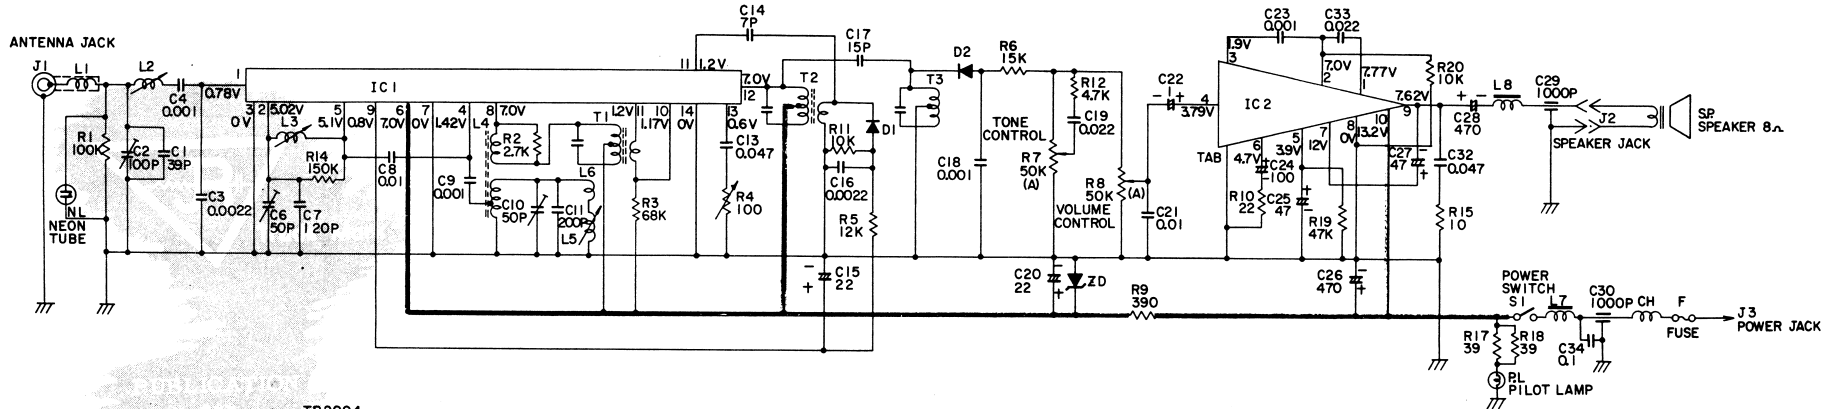 ANTENNA JACK
J1
L1
L2
C4
0.001
0.78V
1
IC1
R1
100K
C2
100P
C1
39P
NL
NEON
TUBE
C3
0.0022
3
0V
2
5.02V
L3
5
5.1V
R14
150K
C6
50P
C7
120P
9
0.8V
6
7.0V
7
0V
4
1.42V
C8
0.01
C9
0.001
8
7.0V
L4
R2
2.7K
T1
L6
C10
50P
C11
200P
L5
11
1.2V
10
1.17V
R3
68K
14
0V
13
0.6V
C13
0.047
R4
100
11
1.2V
C14
7P
12
7.0V
T2
C17
15P
D1
R11
10K
C16
0.0022
R5
12K
C15
22
-
+
T3
D2
C18
0.001
R6
15K
TONE
CONTROL
R7
50K
(A)
R12
4.7K
C19
0.022
R8
50K
(A)
VOLUME
CONTROL
C20
22
-
+
ZD
R9
390
C21
0.01
C22
1
-
+
4
3.79V
IC2
TAB
1.9V
3
C23
0.001
C33
0.022
7.0V
2
7.77V
1
R20
10K
7.62V
9
6
4.7V
5
3.9V
7
12V
8
0V
10
13.2V
C24
100
+
-
R10
22
C25
47
+
-
R19
47K
C27
47
-
+
C26
470
-
+
C28
470
+
-
C32
0.047
R15
10
L8
C29
1000P
J2
SPEAKER JACK
S.P.
SPEAKER 8Ω
POWER
SWITCH
S1
L7
C30
1000P
CH
F
FUSE
J3
POWER JACK
R17
39
R18
39
C34
0.1
P.L
PILOT LAMP
PUBLICATION